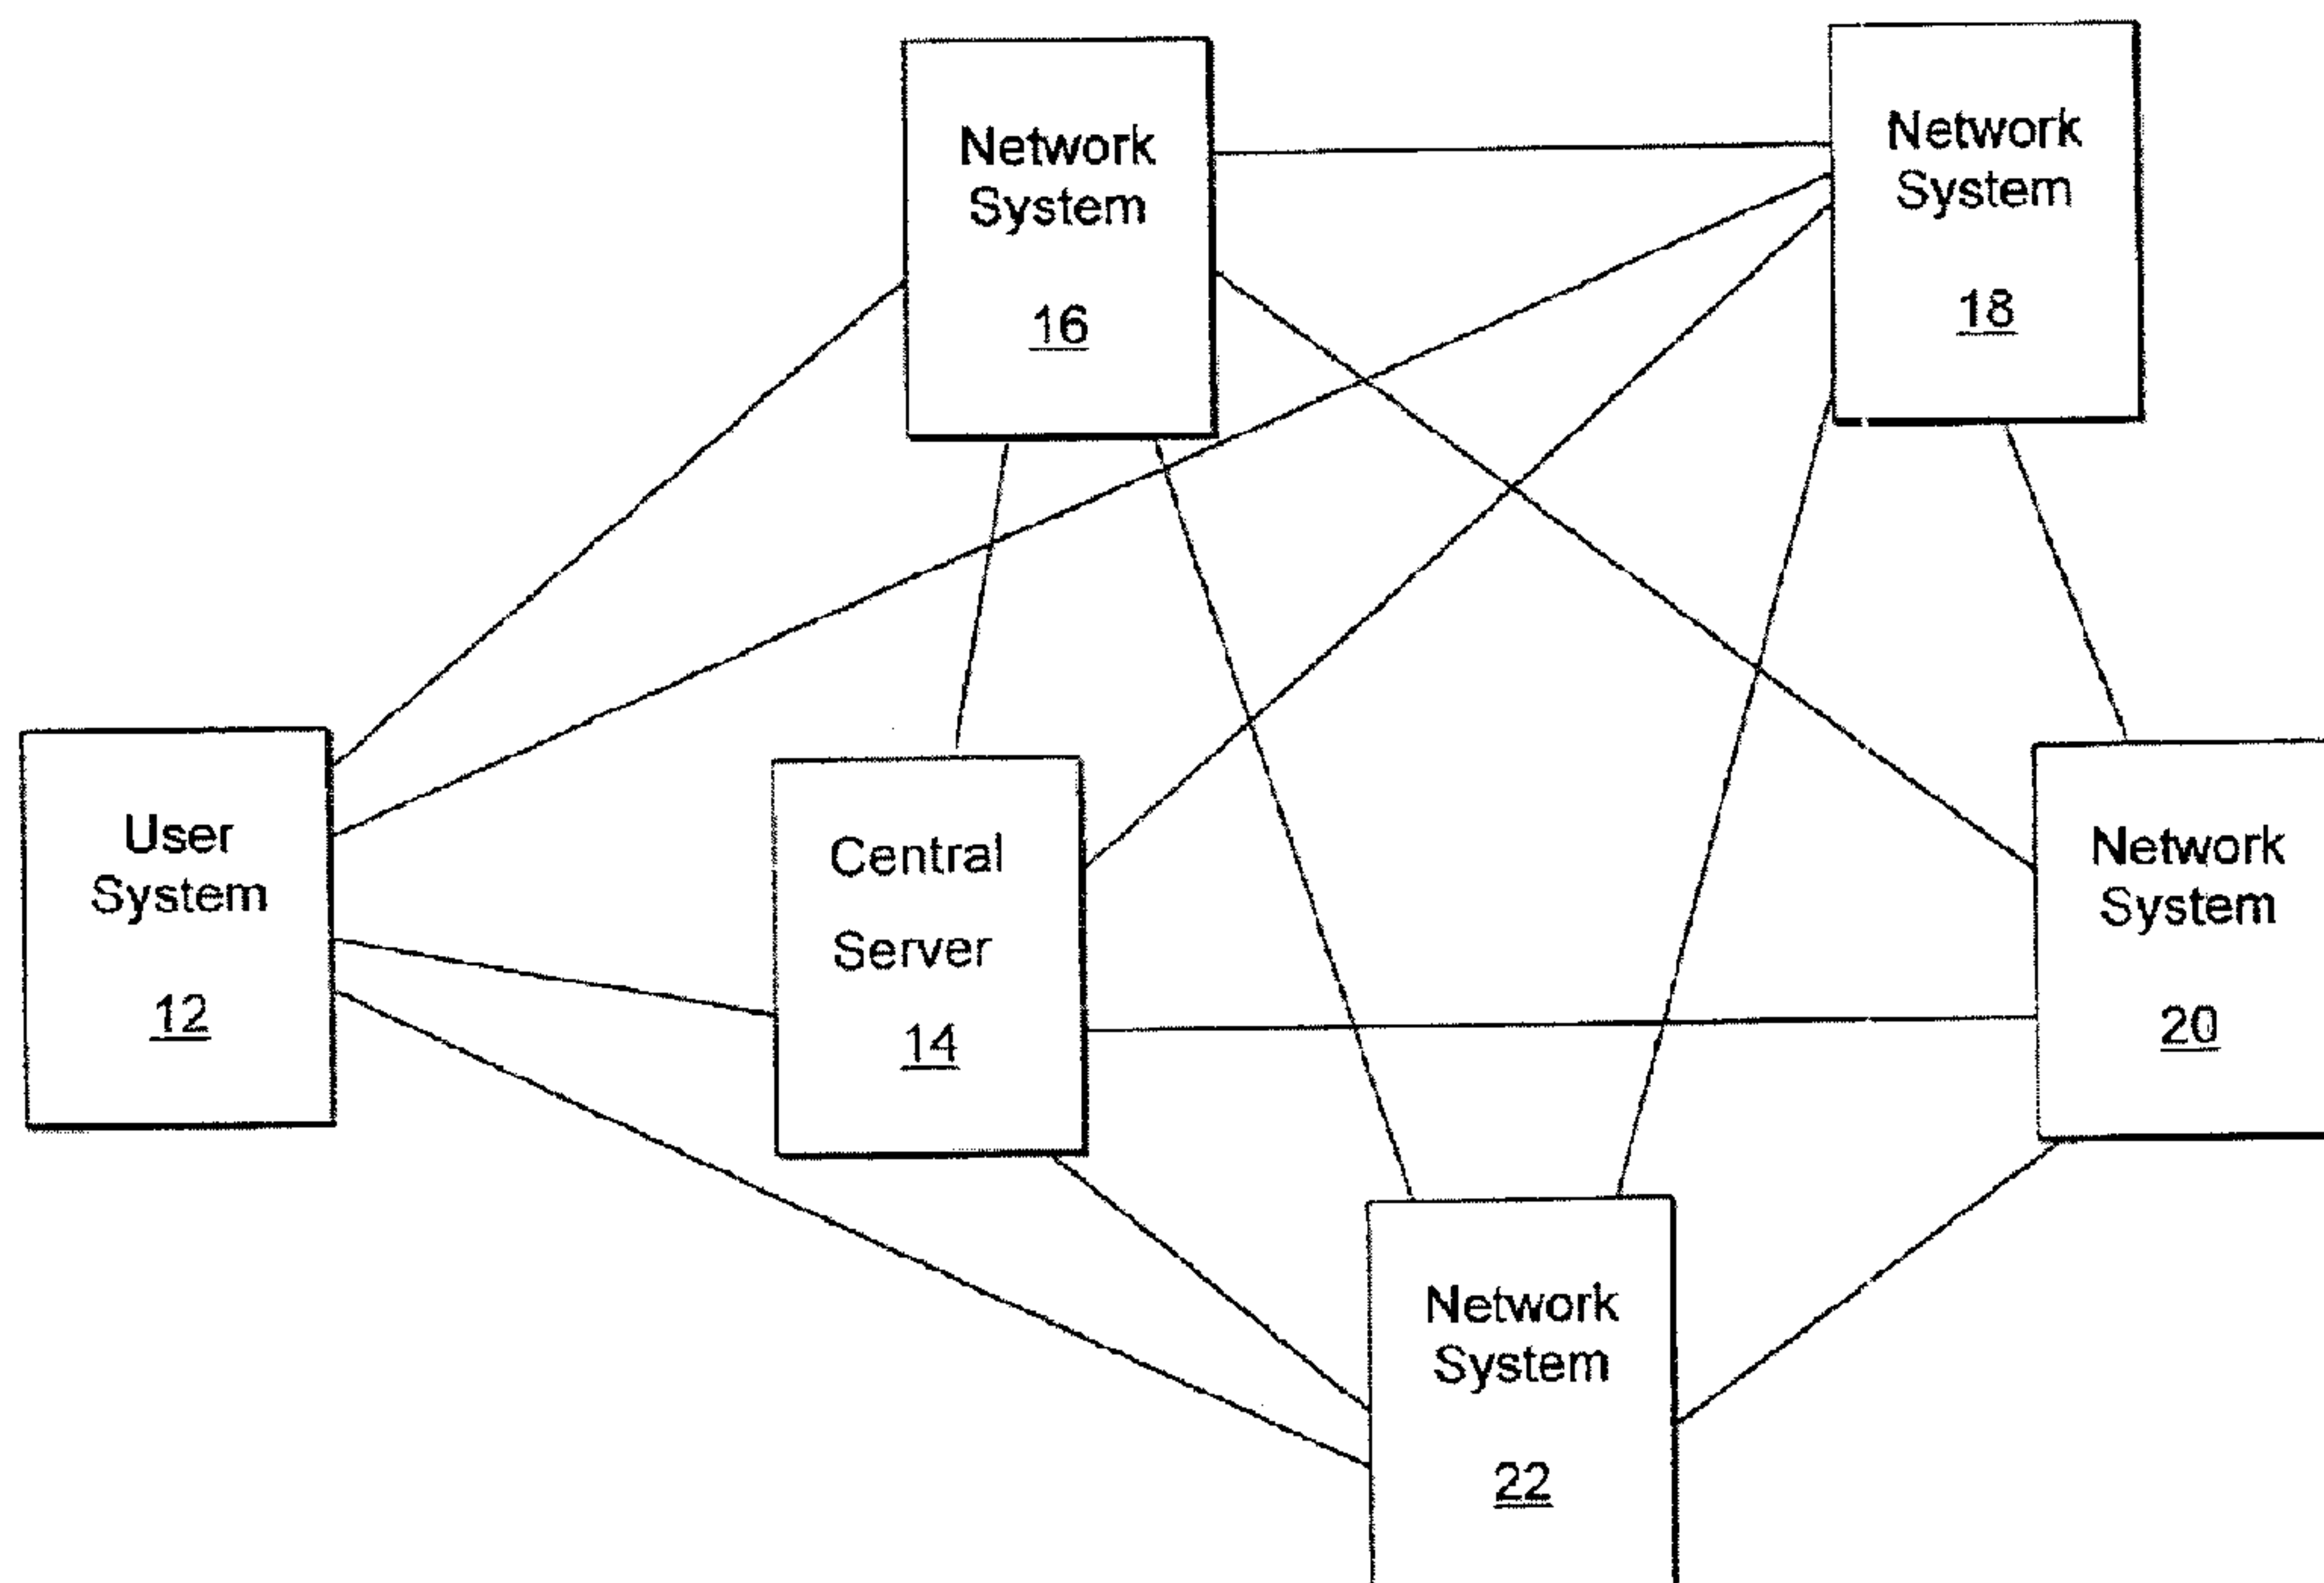 Network
System
16
Network
System
18
User
System
12
Central
Server
14
Network
System
20
Network
System
22